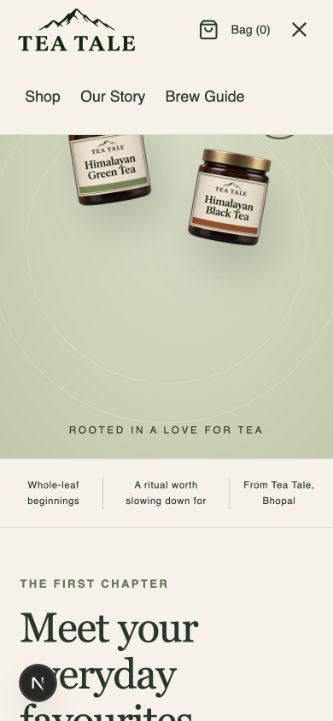 TEA TALE
Bag (0)
Shop Our Story Brew Guide
TEA TALE
Himalayan
Green Tea
TEA TALE
Himalayan
Black Tea
ROOTED IN A LOVE FOR TEA
Whole-leaf
beginnings
A ritual worth
slowing down for
From Tea Tale,
Bhopal
THE FIRST CHAPTER
Meet your
everyday
favourites
N